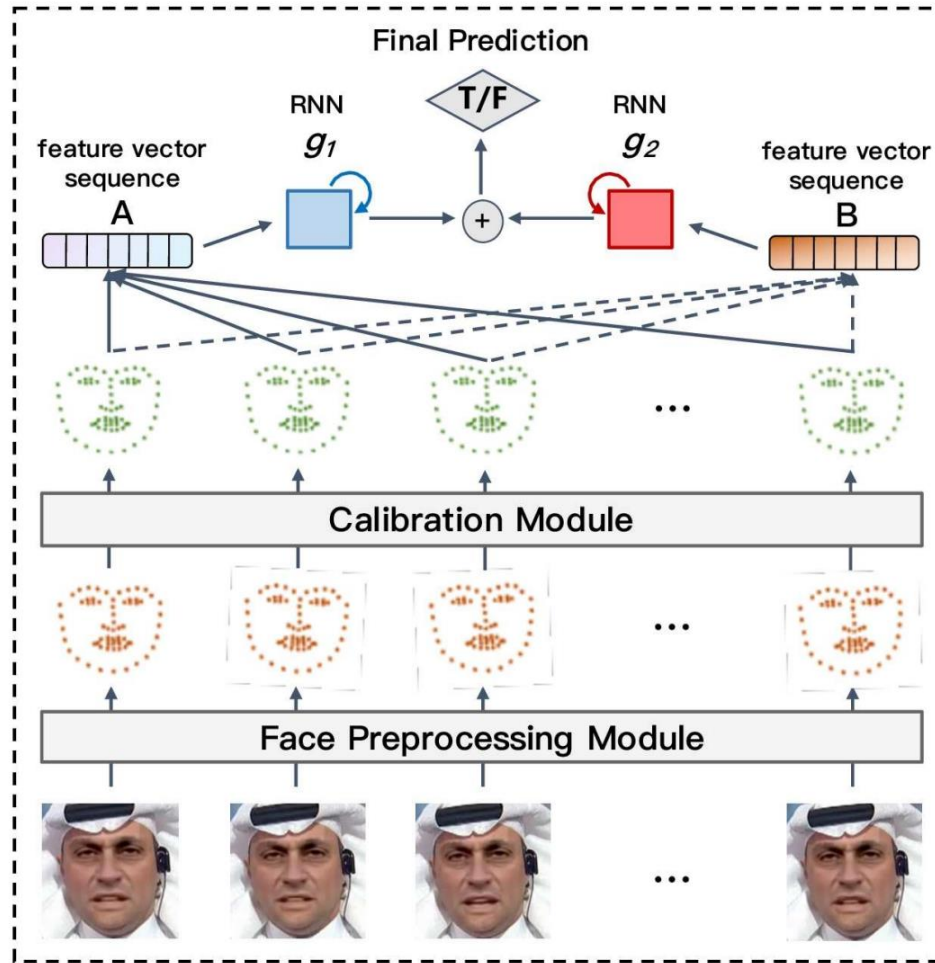 Final Prediction
T/F
RNN
g₁
RNN
g₂
feature vector
sequence
A
feature vector
sequence
B
+
...
Calibration Module
...
Face Preprocessing Module
...